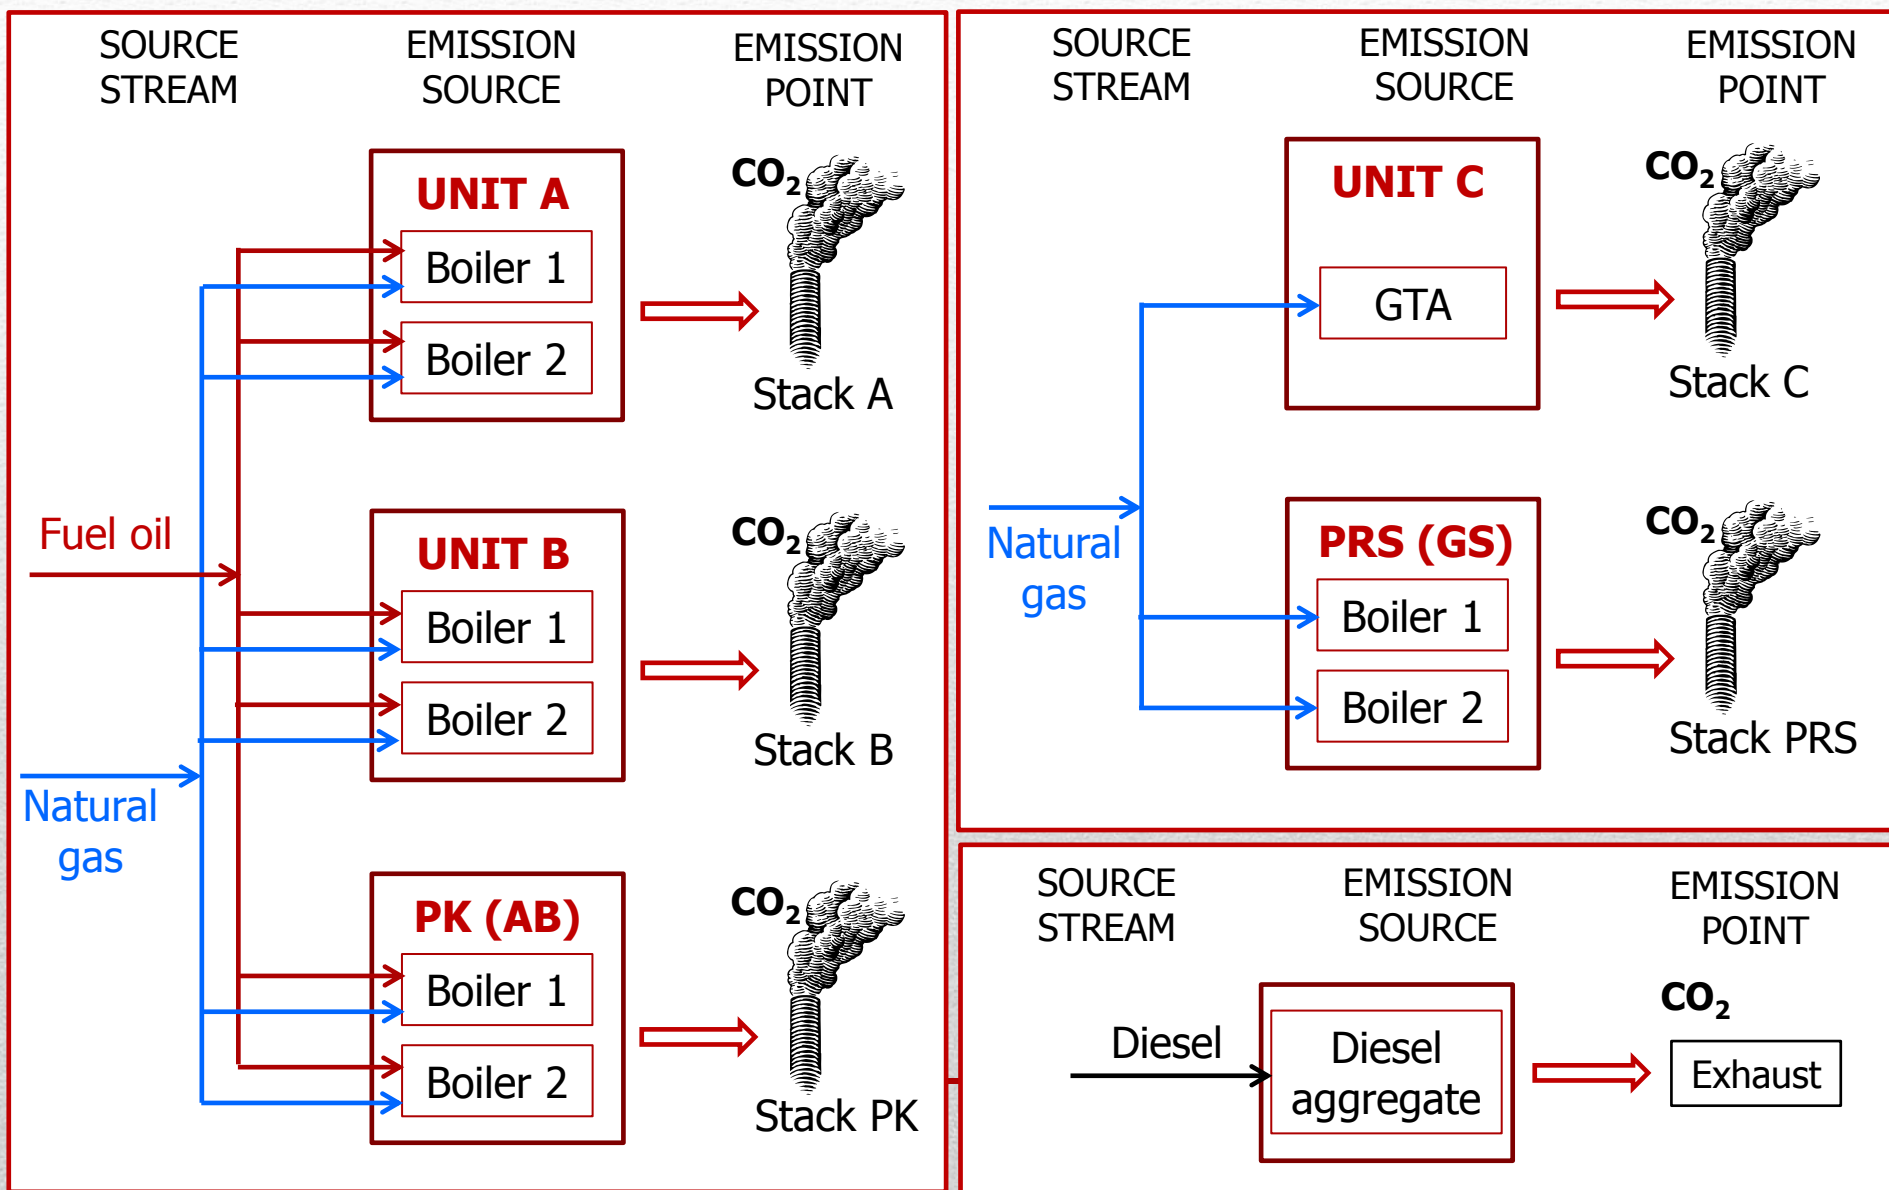 SOURCE
STREAM
EMISSION
SOURCE
EMISSION
POINT
UNIT A
Boiler 1
Boiler 2
CO₂
Stack A
Fuel oil
UNIT B
Boiler 1
Boiler 2
CO₂
Stack B
Natural
gas
PK (AB)
Boiler 1
Boiler 2
CO₂
Stack PK
SOURCE
STREAM
EMISSION
SOURCE
EMISSION
POINT
UNIT C
GTA
CO₂
Stack C
Natural
gas
PRS (GS)
Boiler 1
Boiler 2
CO₂
Stack PRS
SOURCE
STREAM
EMISSION
SOURCE
EMISSION
POINT
Diesel
Diesel
aggregate
CO₂
Exhaust